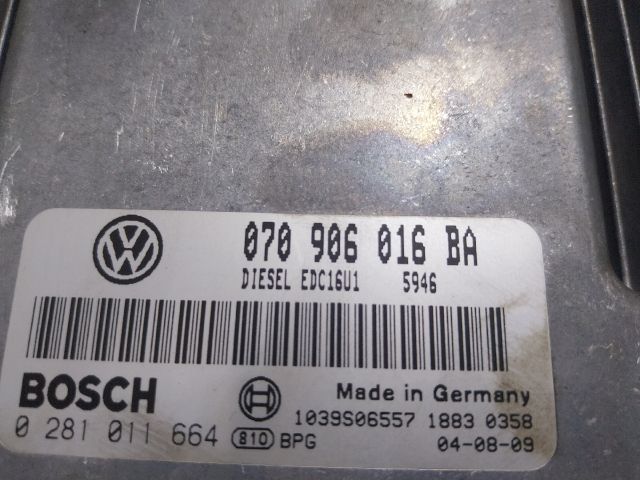 070 906 016 BA
DIESEL EDC16U1 5946
BOSCH
Made in Germany
1039S06557 1883 0358
0 281 011 664 810 BPG 04-08-09